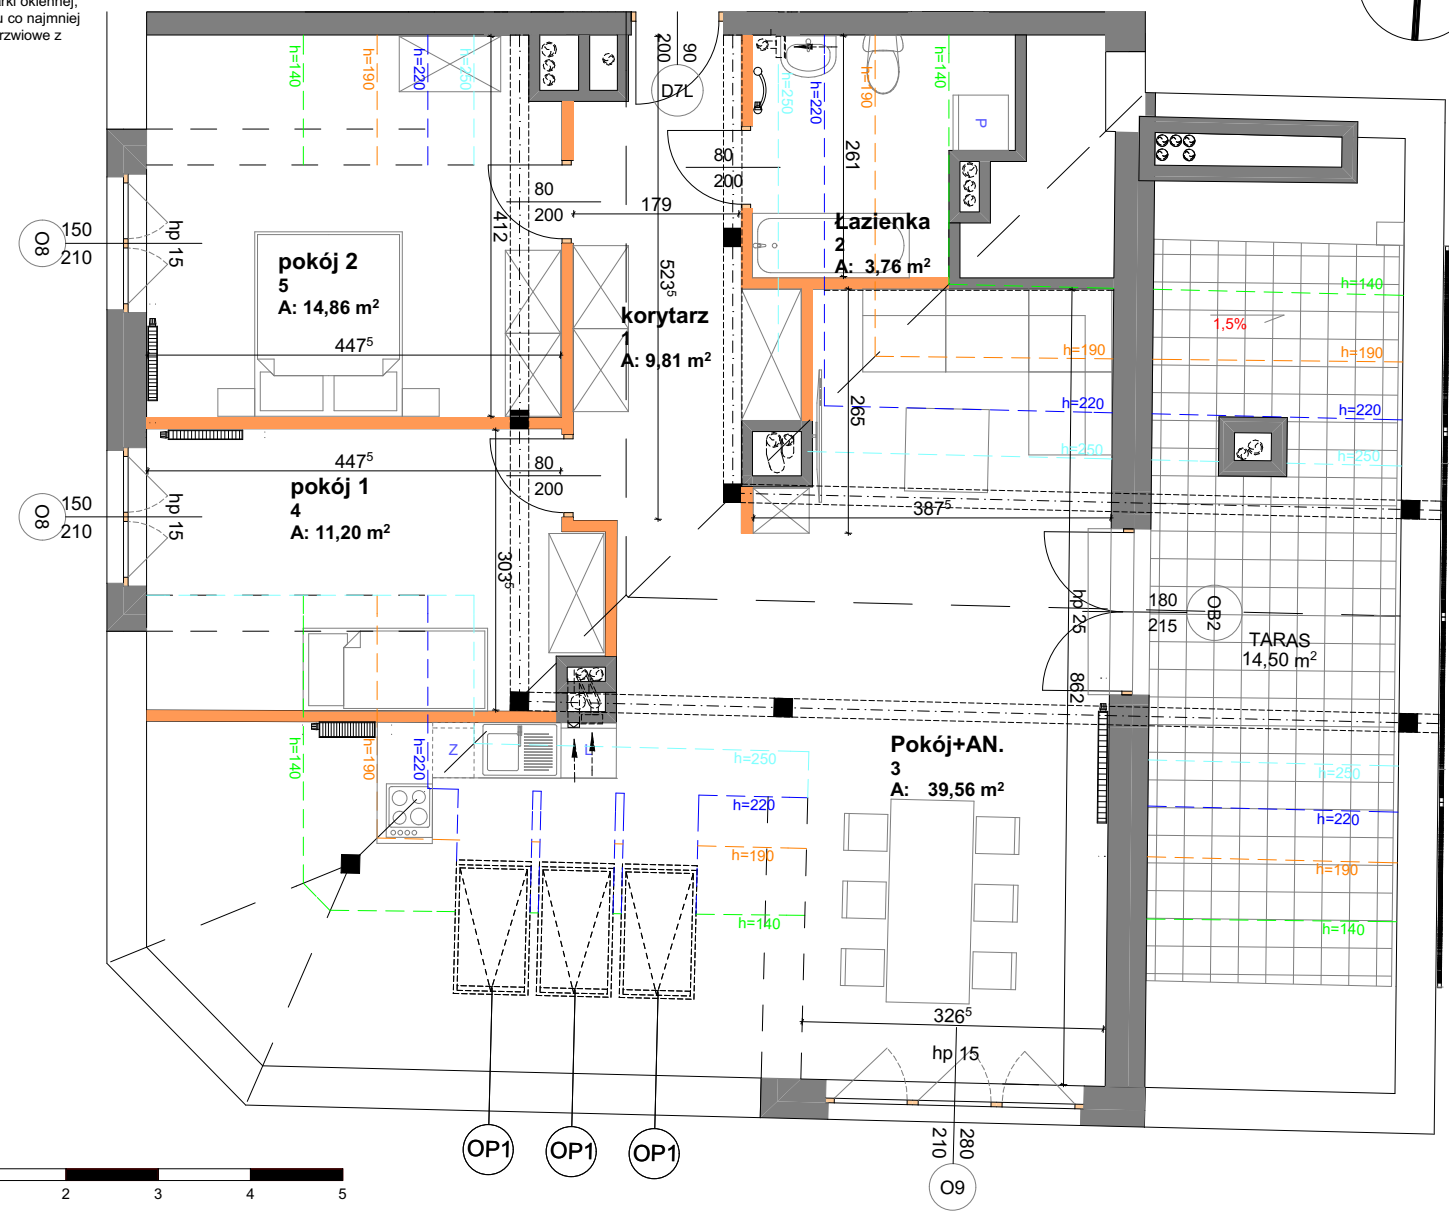 rki okiennej,
u co najmniej
rzwiowe z
90
200
D7L
h=140
h=190
h=220
h=250
h=250
h=220
h=190
h=140
P
80
200
261
80
200
179
412
Łazienka
2
A: 3,76 m²
O8
150
210
hp 15
pokój 2
5
A: 14,86 m²
523⁵
korytarz
1
A: 9,81 m²
447⁵
h=140
1,5%
h=190
h=190
h=220
h=220
265
h=250
h=250
447⁵
80
200
pokój 1
4
A: 11,20 m²
O8
150
210
hp 15
387⁵
303⁵
hp 25
180
215
OB2
TARAS
14,50 m²
862
h=140
h=190
h=220
Z
L
Pokój+AN.
3
A: 39,56 m²
h=250
h=220
h=190
h=140
h=250
h=220
h=190
h=140
326⁵
hp 15
OP1
OP1
OP1
280
210
O9
2
3
4
5